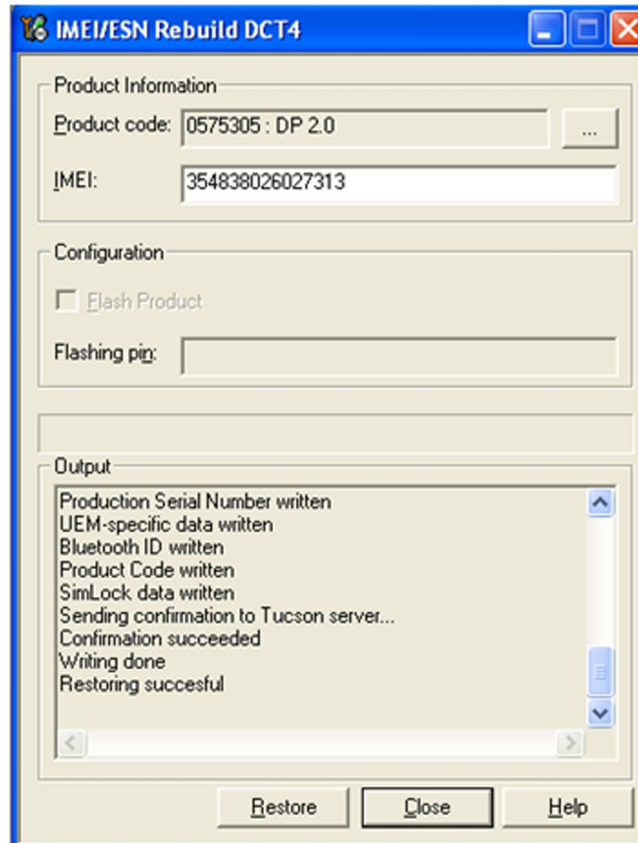 IMEI/ESN Rebuild DCT4
Product Information
Product code: 0575305 : DP 2.0 ...
IMEI: 354838026027313
Configuration
Flash Product
Flashing pin:
Output
Production Serial Number written
UEM-specific data written
Bluetooth ID written
Product Code written
SimLock data written
Sending confirmation to Tucson server...
Confirmation succeeded
Writing done
Restoring succesful
Restore Close Help